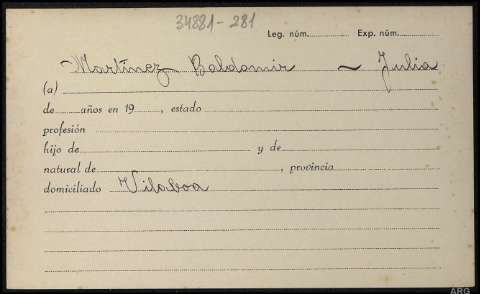 34881-281
Leg. núm. Exp. núm.
Martínez Baldomir ~ Julia
(a)
de años en 19 , estado
profesión
hijo de y de
natural de , provincia
domiciliado Vilaboa
ARG